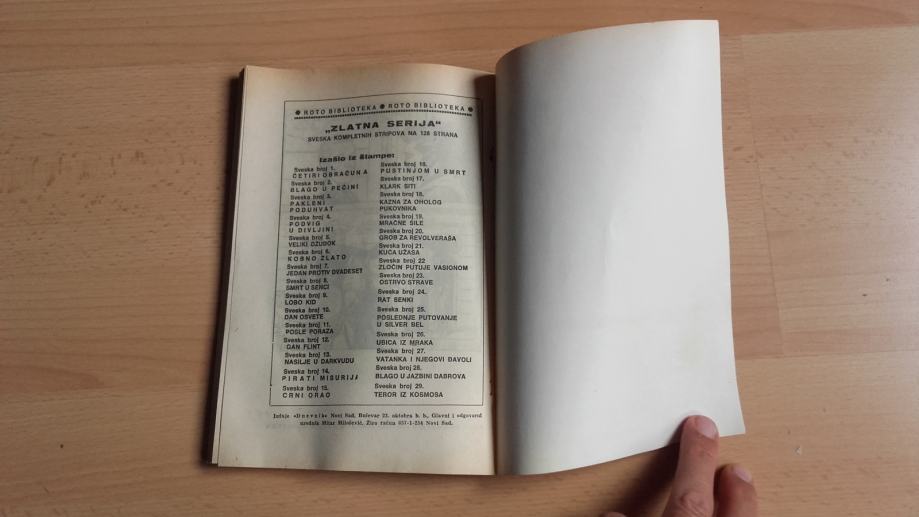 ● ROTO BIBLIOTEKA ● ROTO BIBLIOTEKA ●
„ZLATNA SERIJA“
SVESKA KOMPLETNIH STRIPOVA NA 128 STRANA
Izašlo iz štampe:
Sveska broj 1.
ČETIRI OBRAČUNA
Sveska broj 2.
BLAGO U PEĆINI
Sveska broj 3.
PAKLENI
PODUHVAT
Sveska broj 4.
PODVIG
U DIVLJINI
Sveska broj 5.
VELIKI DŽUDOK
Sveska broj 6.
KOBNO ZLATO
Sveska broj 7.
JEDAN PROTIV DVADESET
Sveska broj 8.
SMRT U SENCI
Sveska broj 9.
LOBO KID
Sveska broj 10.
DAN OSVETE
Sveska broj 11.
POSLE PORAZA
Sveska broj 12.
DAN FLINT
Sveska broj 13.
NASILJE U DARKVUDU
Sveska broj 14.
PIRATI MISURIJA
Sveska broj 15.
CRNI ORAO
Sveska broj 16.
PUSTINJOM U SMRT
Sveska broj 17.
KLARK SITI
Sveska broj 18.
KAZNA ZA OHOLOG
PUKOVNIKA
Sveska broj 19.
MRAČNE SILE
Sveska broj 20.
GROB ZA REVOLVERAŠA
Sveska broj 21.
KUĆA UŽASA
Sveska broj 22
ZLOČIN PUTUJE VASIONOM
Sveska broj 23.
OSTRVO STRAVE
Sveska broj 24.
RAT SENKI
Sveska broj 25.
POSLEDNJE PUTOVANJE
U SILVER BEL
Sveska broj 26.
UBICA IZ MRAKA
Sveska broj 27.
VATANKA I NJEGOVI ĐAVOLI
Sveska broj 28.
BLAGO U JAZBINI DABROVA
Sveska broj 29.
TEROR IZ KOSMOSA
Izdaje »Dnevnik« Novi Sad, Bulevar 23. oktobra b. b., Glavni i odgovorni
urednik Mitar Milošević. Žiro račun 657-1-234 Novi Sad.